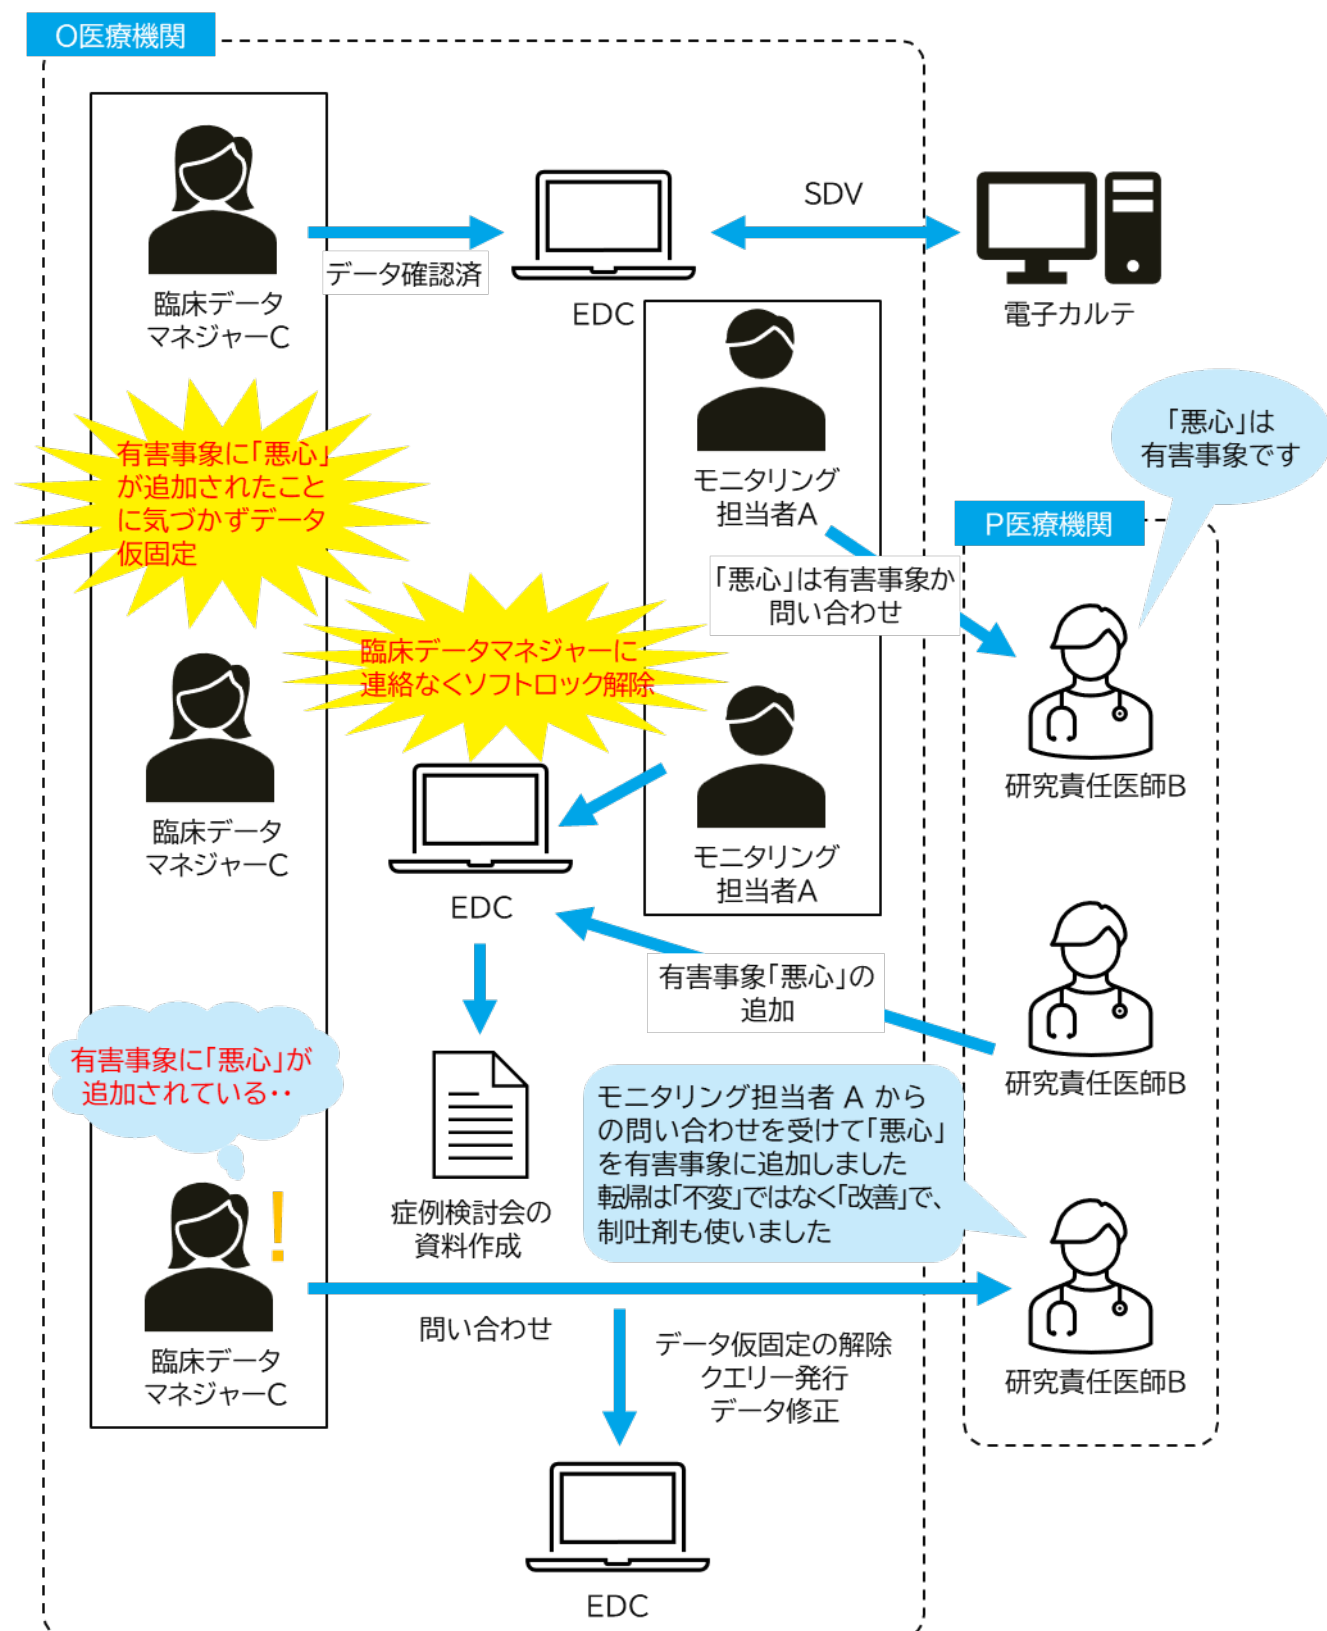 O医療機関
SDV
データ確認済
臨床データ
マネジャーC
EDC
電子カルテ
有害事象に「悪心」
が追加されたこと
に気づかずデータ
仮固定
モニタリング
担当者A
「悪心」は
有害事象です
P医療機関
「悪心」は有害事象か
問い合わせ
臨床データマネジャーに
連絡なくソフトロック解除
研究責任医師B
臨床データ
マネジャーC
モニタリング
担当者A
EDC
有害事象「悪心」の
追加
研究責任医師B
有害事象に「悪心」が
追加されている・・
モニタリング担当者 A から
の問い合わせを受けて「悪心」
を有害事象に追加しました
転帰は「不変」ではなく「改善」で、
制吐剤も使いました
症例検討会の
資料作成
!
問い合わせ
データ仮固定の解除
クエリー発行
データ修正
臨床データ
マネジャーC
研究責任医師B
EDC